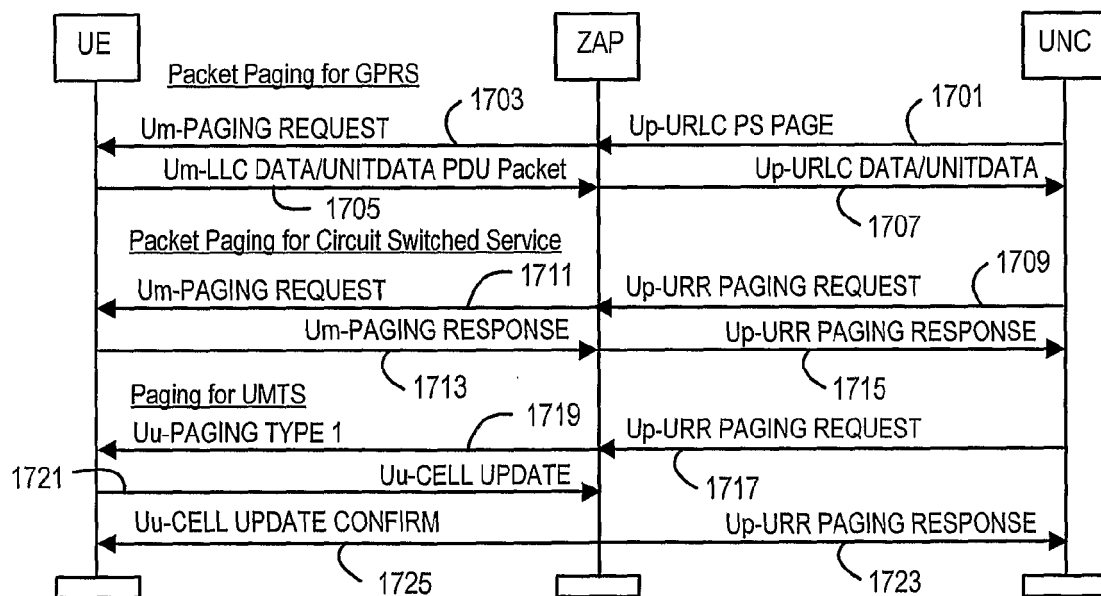 UE ZAP UNC
Packet Paging for GPRS
1703 1701
Um-PAGING REQUEST Up-URLC PS PAGE
Um-LLC DATA/UNITDATA PDU Packet Up-URLC DATA/UNITDATA
1705 1707
Packet Paging for Circuit Switched Service
1711 1709
Um-PAGING REQUEST Up-URR PAGING REQUEST
Um-PAGING RESPONSE Up-URR PAGING RESPONSE
1713 1715
Paging for UMTS
1719
Uu-PAGING TYPE 1 Up-URR PAGING REQUEST
1721 Uu-CELL UPDATE 1717
Uu-CELL UPDATE CONFIRM Up-URR PAGING RESPONSE
1725 1723